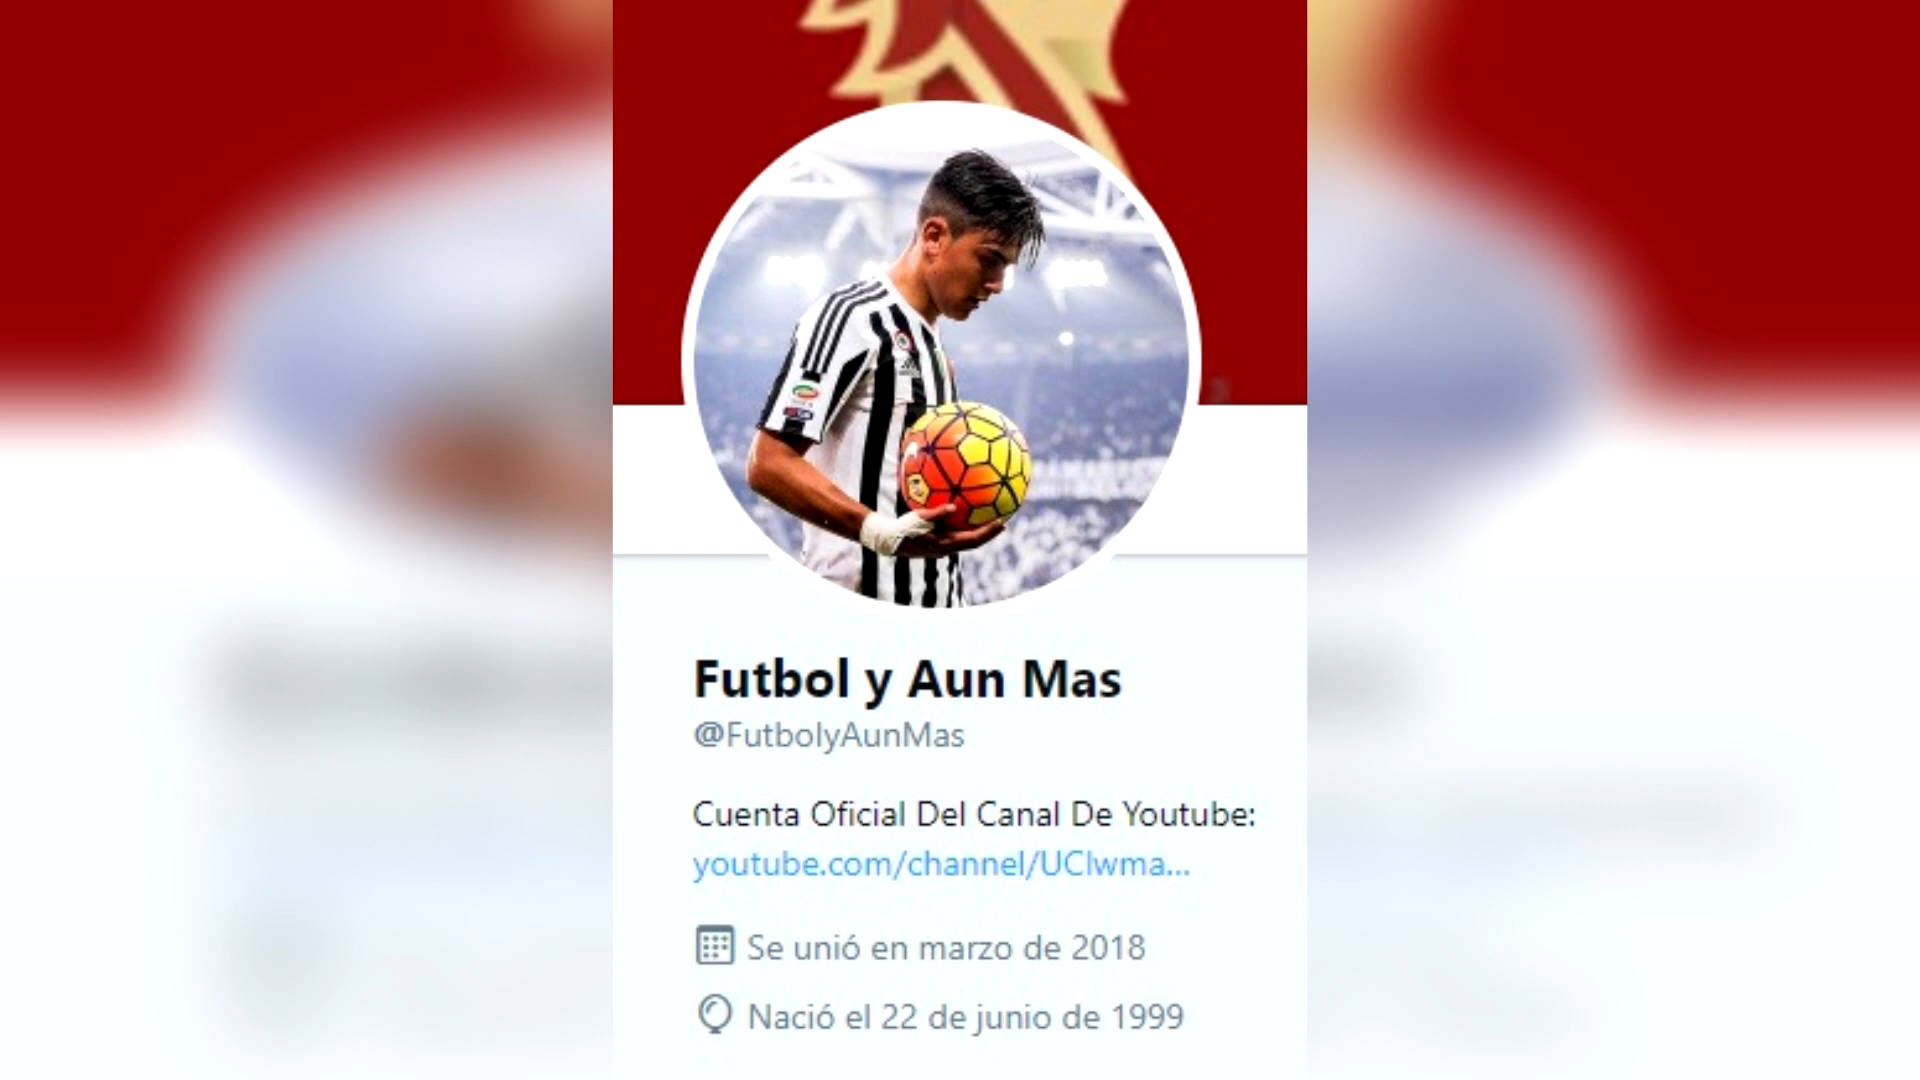 Futbol y Aun Mas
@FutbolyAunMas
Cuenta Oficial Del Canal De Youtube:
youtube.com/channel/UClwma...
Se unió en marzo de 2018
Nació el 22 de junio de 1999